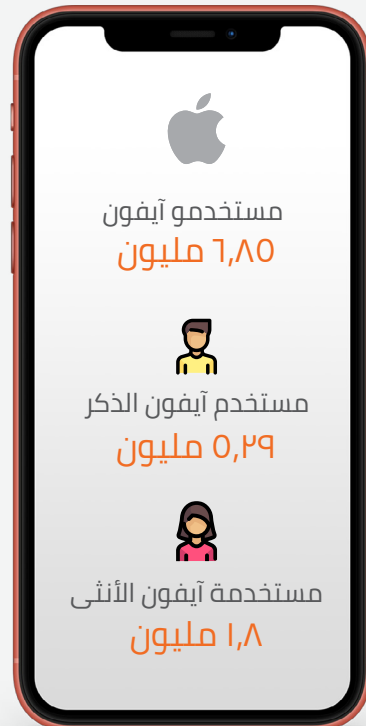 مستخدمو آيفون
٦,٨٥ مليون
مستخدم آيفون الذكر
٥,٢٩ مليون
مستخدمة آيفون الأنثى
١,٨ مليون